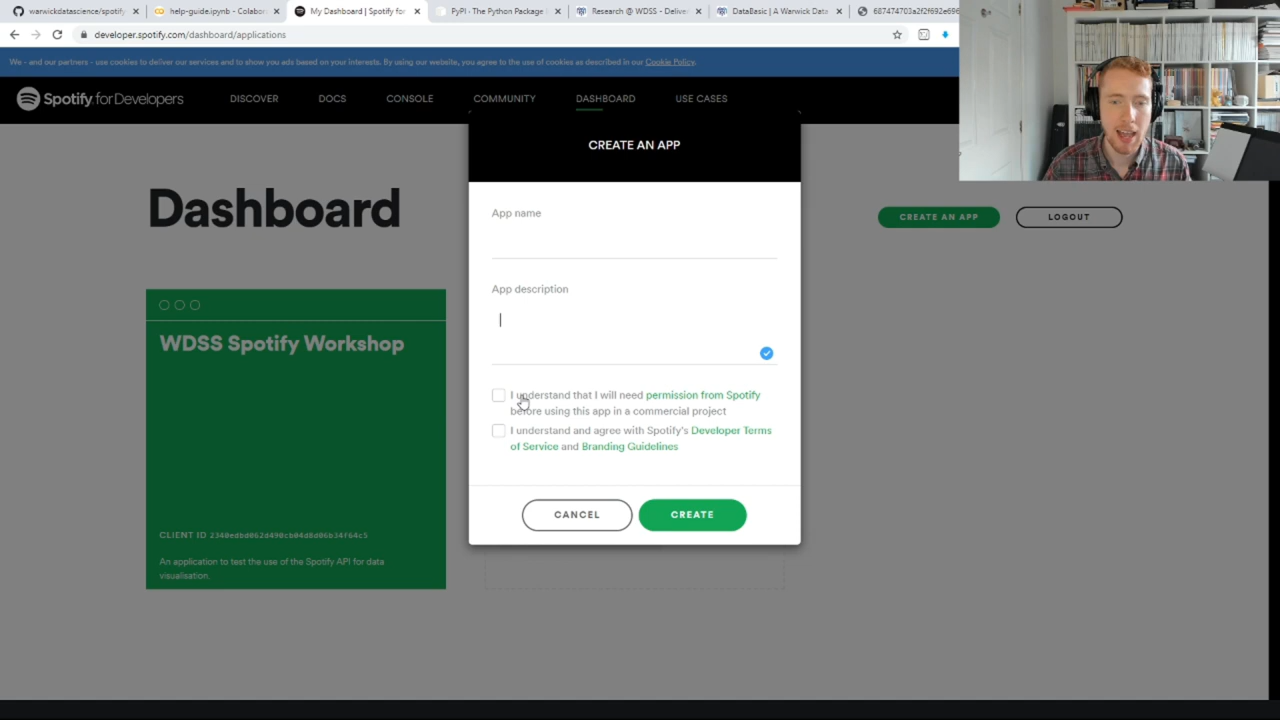 warwickdatascience/spotify
help-guide.ipynb - Colabor
My Dashboard | Spotify for
PyPI · The Python Package
Research @ WDSS - Deliver
DataBasic | A Warwick Dat
developer.spotify.com/dashboard/applications
We - and our partners - use cookies to deliver our services and to show you ads based on your interests. By using our website, you agree to the use of cookies as described in our Cookie Policy.
Spotify for Developers
DISCOVER
DOCS
CONSOLE
COMMUNITY
DASHBOARD
USE CASES
CREATE AN APP
Dashboard
CREATE AN APP
LOGOUT
App name
App description
WDSS Spotify Workshop
I understand that I will need permission from Spotify
before using this app in a commercial project
I understand and agree with Spotify's Developer Terms
of Service and Branding Guidelines
CANCEL
CREATE
CLIENT ID
An application to test the use of the Spotify API for data
visualisation.